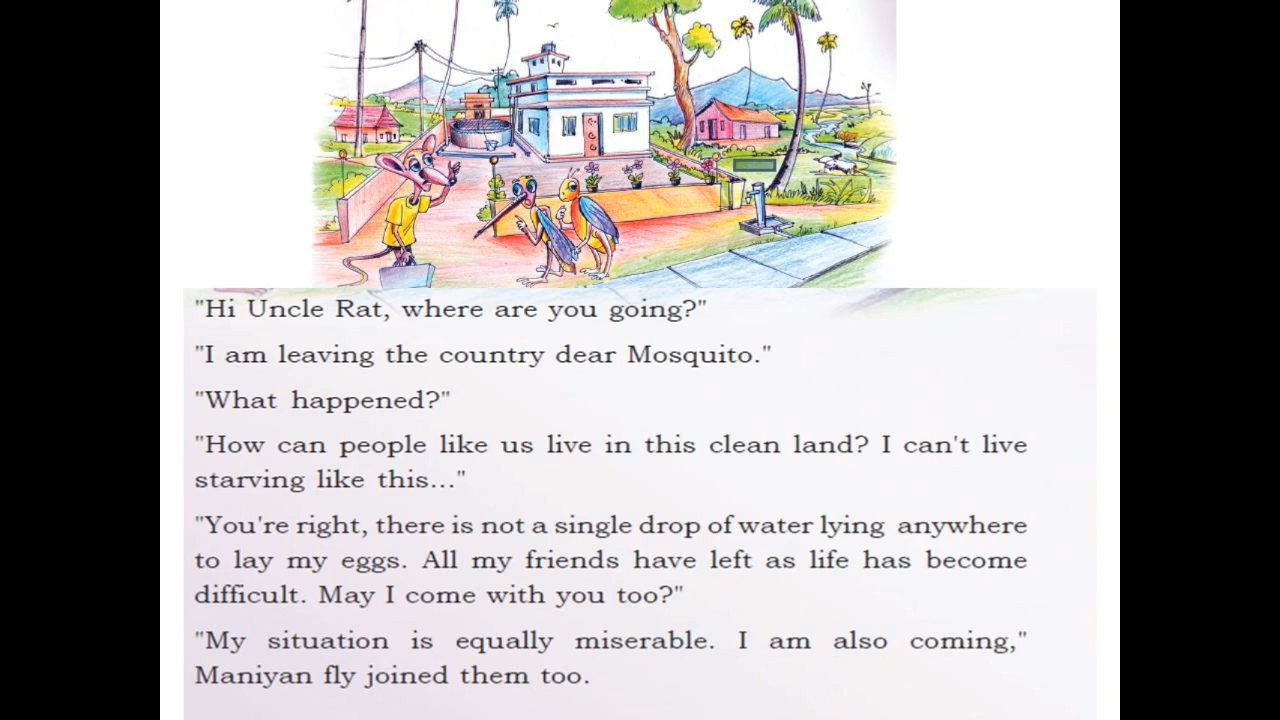 "Hi Uncle Rat, where are you going?"
"I am leaving the country dear Mosquito."
"What happened?"
"How can people like us live in this clean land? I can't live
starving like this..."
"You're right, there is not a single drop of water lying anywhere
to lay my eggs. All my friends have left as life has become
difficult. May I come with you too?"
"My situation is equally miserable. I am also coming,"
Maniyan fly joined them too.